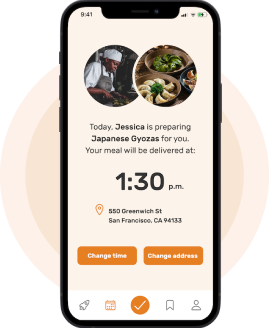 9:41
Today, Jessica is preparing
Japanese Gyozas for you.
Your meal will be delivered at:
1:30 p.m.
550 Greenwich St
San Francisco, CA 94133
Change time
Change address